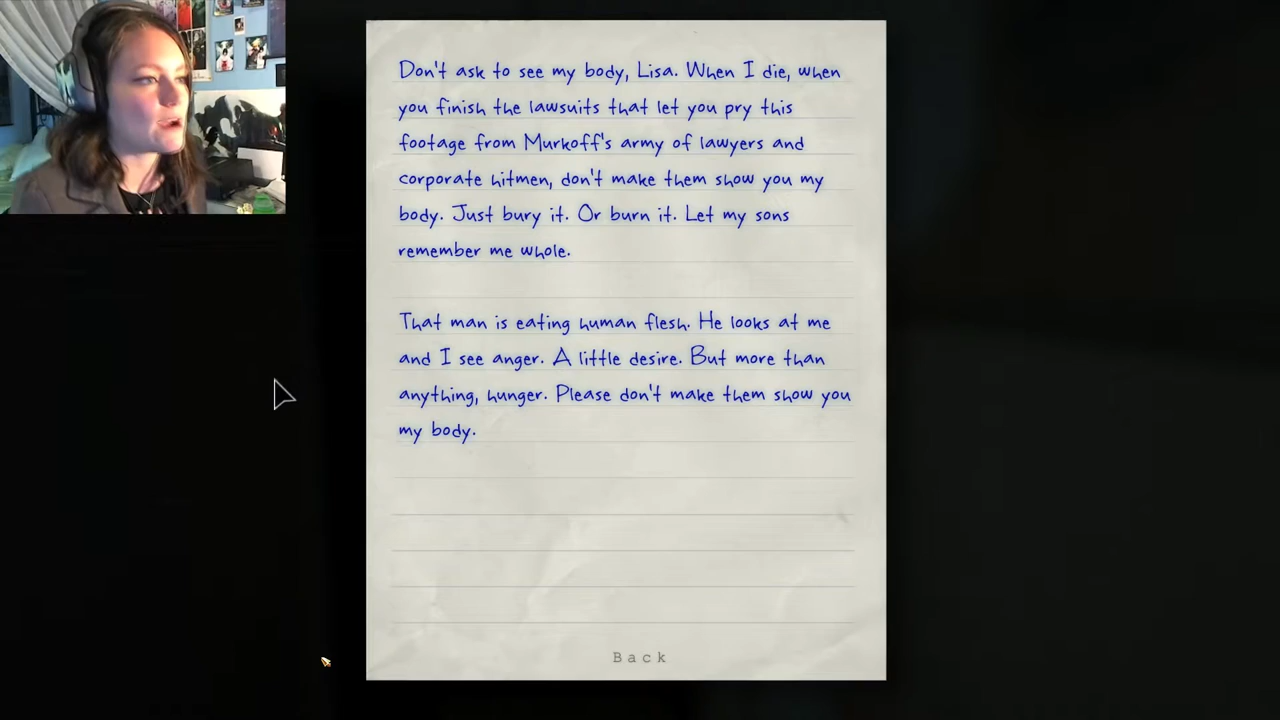 Don't ask to see my body, Lisa. When I die, when
you finish the lawsuits that let you pry this
footage from Murkoff's army of lawyers and
corporate hitmen, don't make them show you my
body. Just bury it. Or burn it. Let my sons
remember me whole.
That man is eating human flesh. He looks at me
and I see anger. A little desire. But more than
anything, hunger. Please don't make them show you
my body.
Back